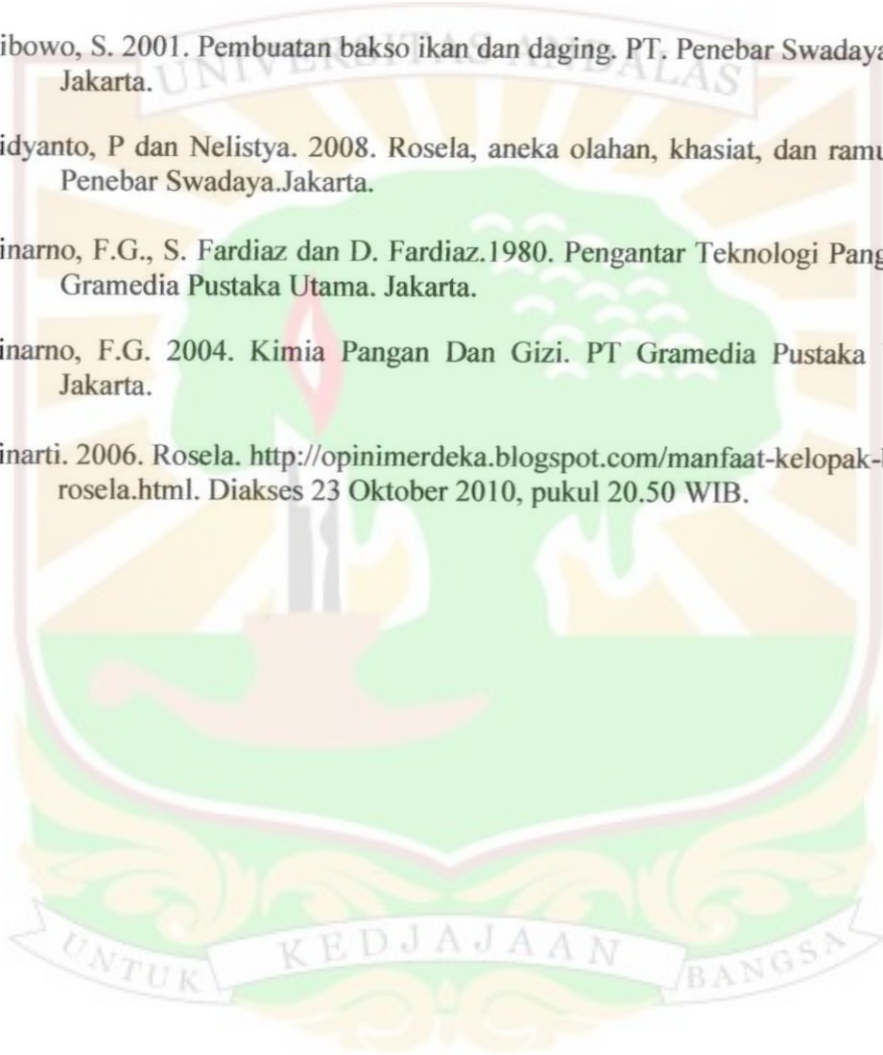 ibowo, S. 2001. Pembuatan bakso ikan dan daging. PT. Penebar Swadaya
Jakarta.
UNIVERSITAS ANDALAS
idyanto, P dan Nelistya. 2008. Rosela, aneka olahan, khasiat, dan ramu
Penebar Swadaya.Jakarta.
inarno, F.G., S. Fardiaz dan D. Fardiaz.1980. Pengantar Teknologi Pang
Gramedia Pustaka Utama. Jakarta.
inarno, F.G. 2004. Kimia Pangan Dan Gizi. PT Gramedia Pustaka
Jakarta.
inarti. 2006. Rosela. http://opinimerdeka.blogspot.com/manfaat-kelopak-
rosela.html. Diakses 23 Oktober 2010, pukul 20.50 WIB.
UNTUK KEDJAJAAN BANGSA